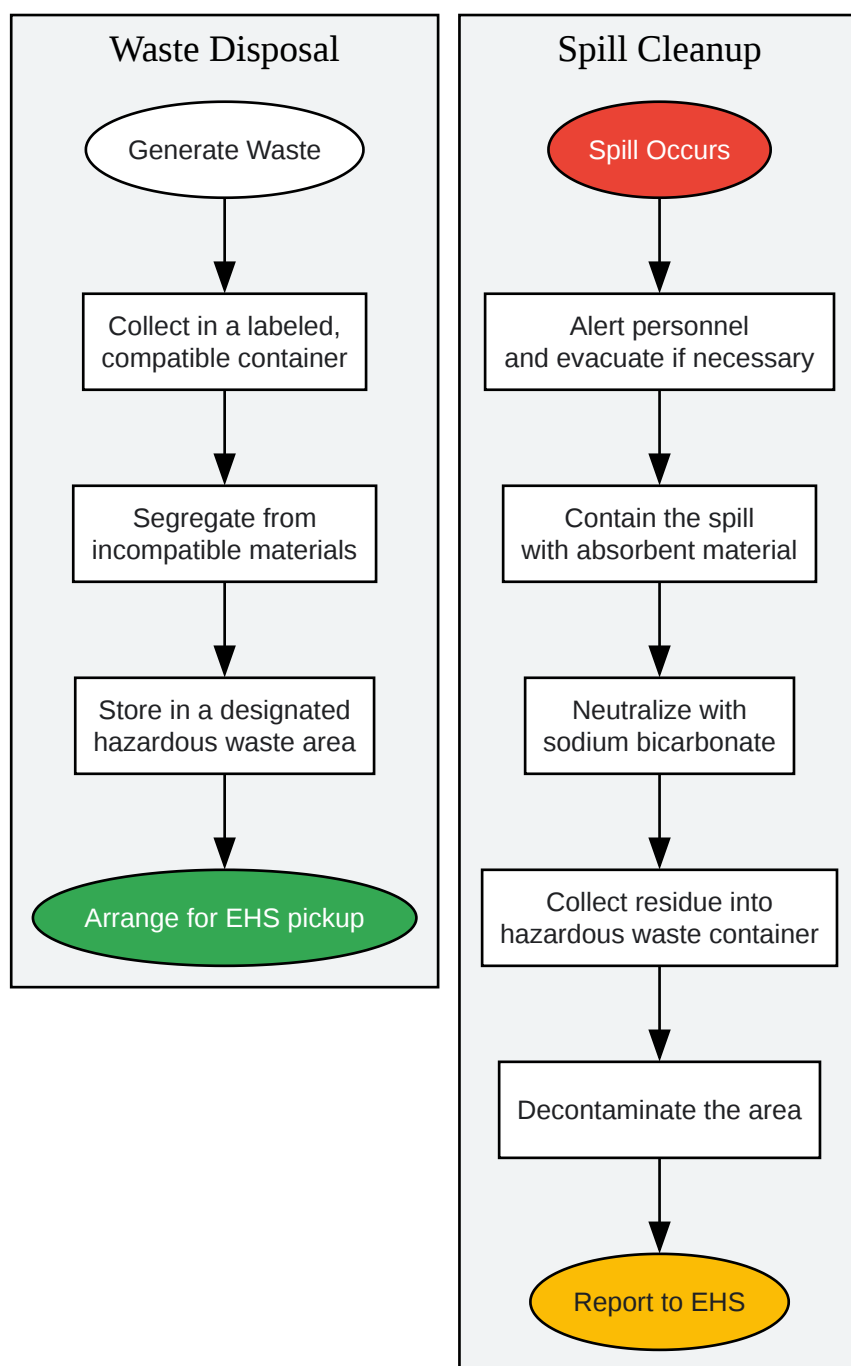 Waste Disposal
Generate Waste
Collect in a labeled,
compatible container
Segregate from
incompatible materials
Store in a designated
hazardous waste area
Arrange for EHS pickup
Spill Cleanup
Spill Occurs
Alert personnel
and evacuate if necessary
Contain the spill
with absorbent material
Neutralize with
sodium bicarbonate
Collect residue into
hazardous waste container
Decontaminate the area
Report to EHS